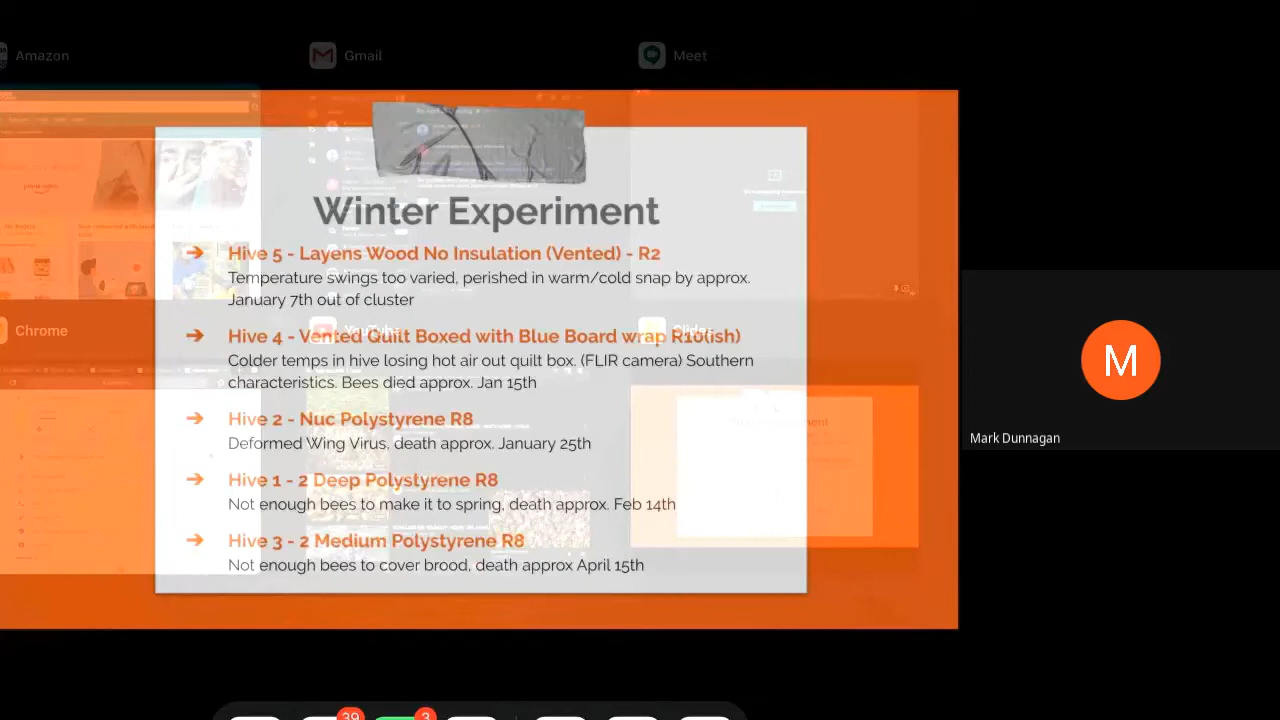 Amazon
Gmail
Meet
Winter Experiment
Hive 5 - Layens Wood No Insulation (Vented) - R2
Temperature swings too varied, perished in warm/cold snap by approx.
January 7th out of cluster
Chrome
YouTube
Slides
Hive 4 - Vented Quilt Boxed with Blue Board wrap R10(ish)
Colder temps in hive losing hot air out quilt box. (FLIR camera) Southern
characteristics. Bees died approx. Jan 15th
Hive 2 - Nuc Polystyrene R8
Deformed Wing Virus, death approx. January 25th
Hive 1 - 2 Deep Polystyrene R8
Not enough bees to make it to spring, death approx. Feb 14th
Hive 3 - 2 Medium Polystyrene R8
Not enough bees to cover brood, death approx April 15th
M
Mark Dunnagan
39
3